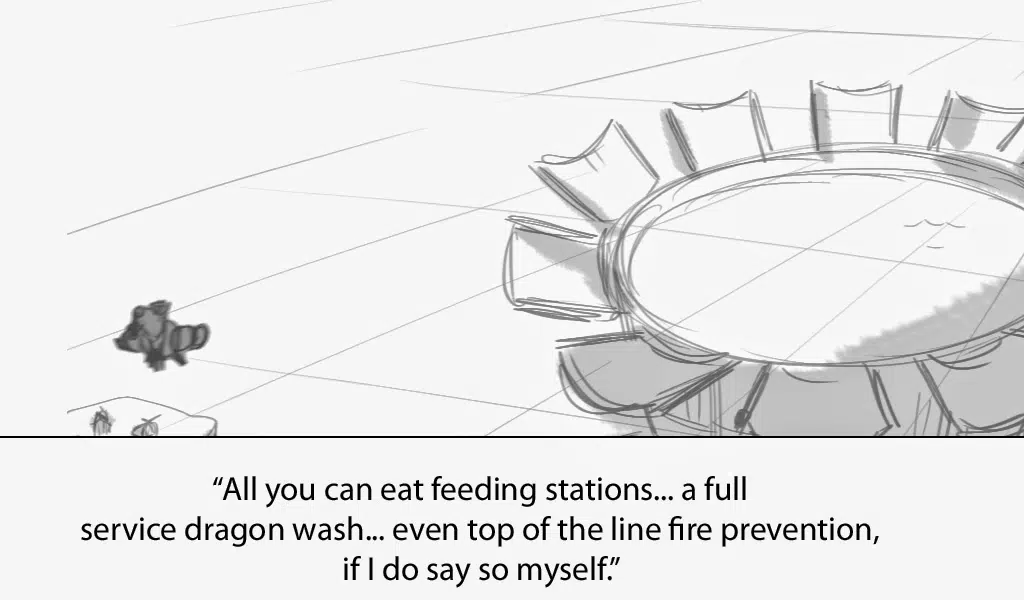 “All you can eat feeding stations... a full
service dragon wash... even top of the line fire prevention,
if I do say so myself.”